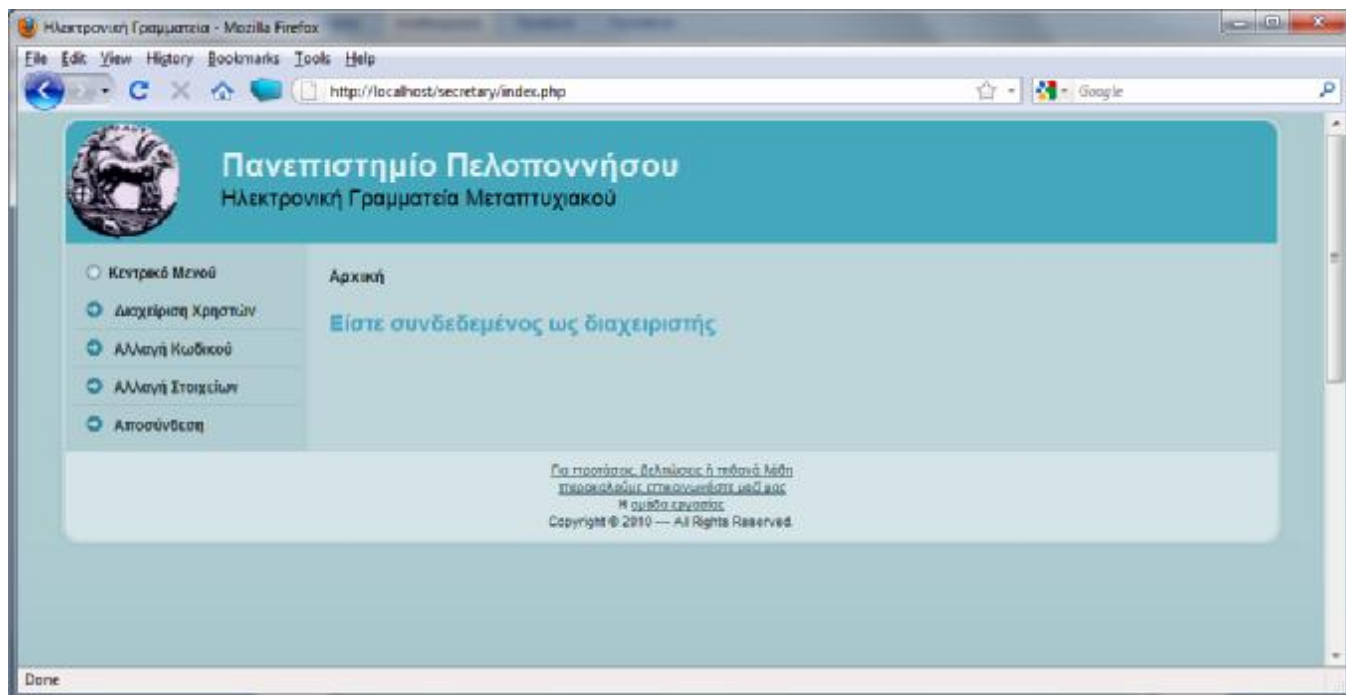 Ηλεκτρονική Γραμματεία - Mozilla Firefox
File Edit View History Bookmarks Tools Help
http://localhost/secretary/index.php
Google
Πανεπιστημίο Πελοποννήσου
Ηλεκτρονική Γραμματεία Μεταπτυχιακού
Κεντρικό Μενού
Διαχείριση Χρηστών
Αλλαγή Κωδικού
Αλλαγή Στοιχείων
Αποσύνδεση
Αρχική
Είστε συνδεδεμένος ως διαχειριστής
Για προτάσεις, βελτιώσεις ή πιθανά λάθη
παρακαλούμε επικοινωνήστε μαζί μας
Η ομάδα εργασίας
Copyright © 2010 — All Rights Reserved.
Done